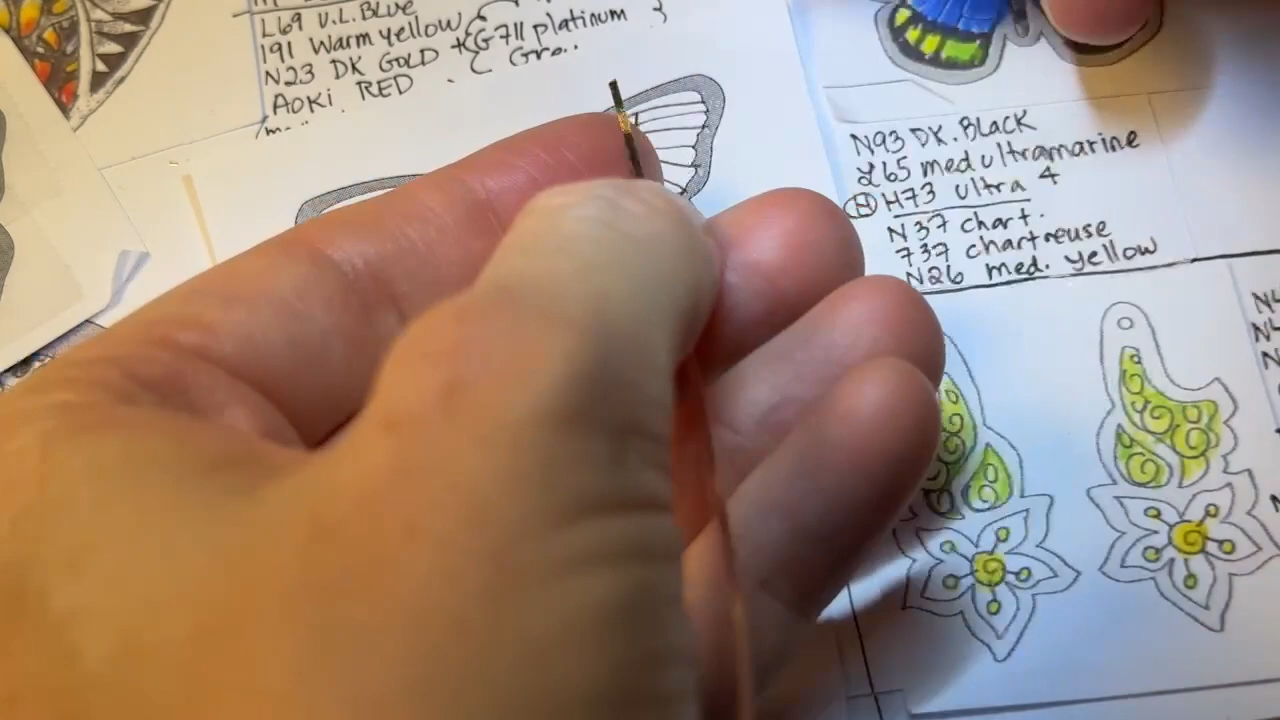 L69 U.L. BLUE
191 Warm yellow
N23 DK GOLD + G711 platinum
AOKi RED
N93 DK. BLACK
L65 med ultramarine
H H73 ultra 4
N37 chart.
737 chartreuse
N26 med. yellow